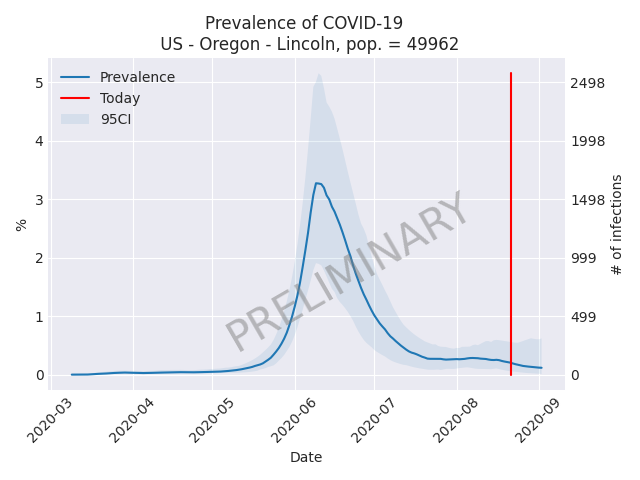 Prevalence of COVID-19
US - Oregon - Lincoln, pop. = 49962
Prevalence
Today
95CI
5
4
3
2
1
0
%
2498
1998
1498
999
499
0
# of infections
PRELIMINARY
2020-03
2020-04
2020-05
2020-06
2020-07
2020-08
2020-09
Date